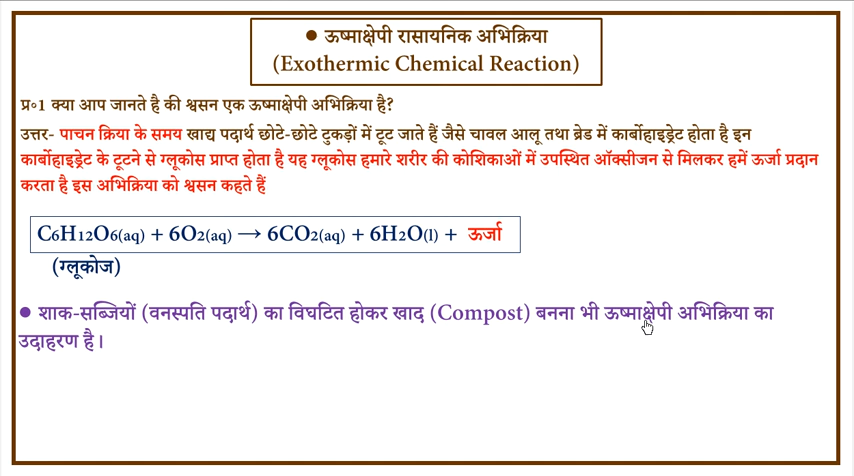 ● ऊष्माक्षेपी रासायनिक अभिक्रिया
(Exothermic Chemical Reaction)
प्र०1 क्या आप जानते है की श्वसन एक ऊष्माक्षेपी अभिक्रिया है?
उत्तर- पाचन क्रिया के समय खाद्य पदार्थ छोटे-छोटे टुकड़ों में टूट जाते हैं जैसे चावल आलू तथा ब्रेड में कार्बोहाइड्रेट होता है इन
कार्बोहाइड्रेट के टूटने से ग्लूकोस प्राप्त होता है यह ग्लूकोस हमारे शरीर की कोशिकाओं में उपस्थित ऑक्सीजन से मिलकर हमें ऊर्जा प्रदान
करता है इस अभिक्रिया को श्वसन कहते हैं
C6H12O6(aq) + 6O2(aq) → 6CO2(aq) + 6H2O(l) + ऊर्जा
(ग्लूकोज)
● शाक-सब्जियों (वनस्पति पदार्थ) का विघटित होकर खाद (Compost) बनना भी ऊष्माक्षेपी अभिक्रिया का
उदाहरण है।